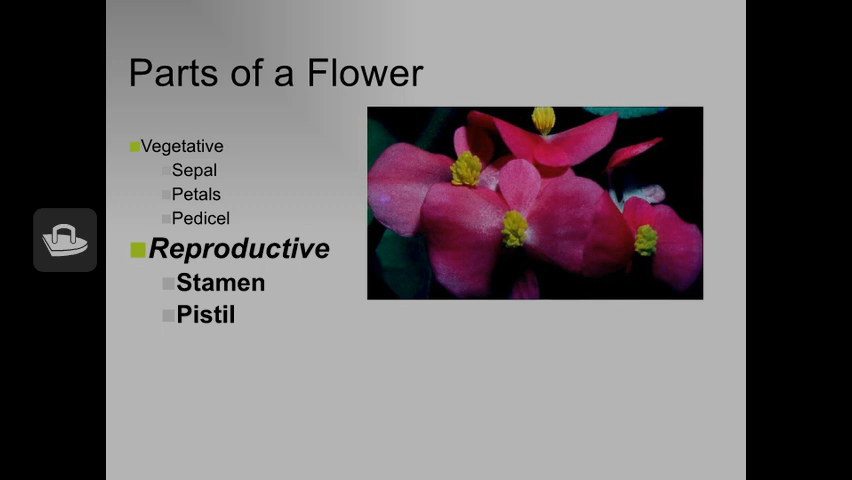 Parts of a Flower
Vegetative
Sepal
Petals
Pedicel
Reproductive
Stamen
Pistil